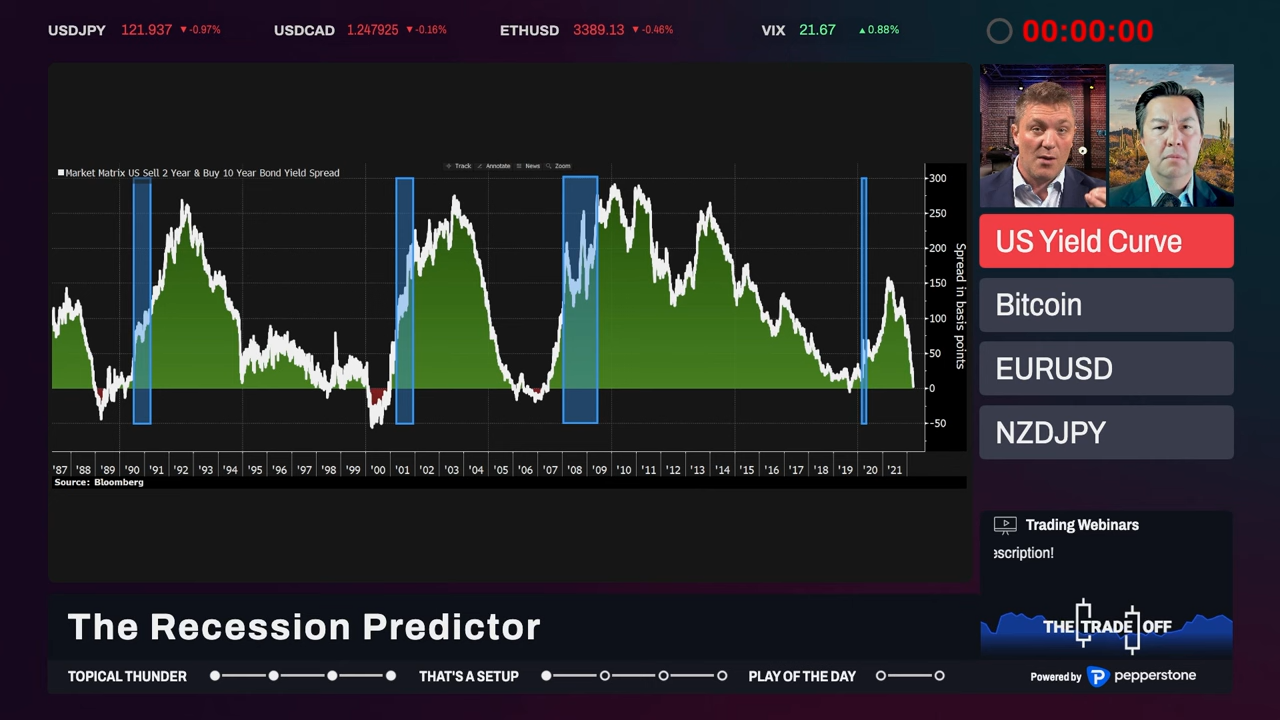 USDJPY 121.937 ▼-0.97% USDCAD 1.247925 ▼-0.16% ETHUSD 3389.13 ▼-0.46% VIX 21.67 ▲0.88% 00:00:00
Track Annotate News Zoom
Market Matrix US Sell 2 Year & Buy 10 Year Bond Yield Spread
300
250
200
150
100
50
0
-50
Spread in basis points
'87 '88 '89 '90 '91 '92 '93 '94 '95 '96 '97 '98 '99 '00 '01 '02 '03 '04 '05 '06 '07 '08 '09 '10 '11 '12 '13 '14 '15 '16 '17 '18 '19 '20 '21
Source: Bloomberg
US Yield Curve
Bitcoin
EURUSD
NZDJPY
Trading Webinars
escription!
THE TRADE OFF
The Recession Predictor
TOPICAL THUNDER THAT'S A SETUP PLAY OF THE DAY
Powered by pepperstone